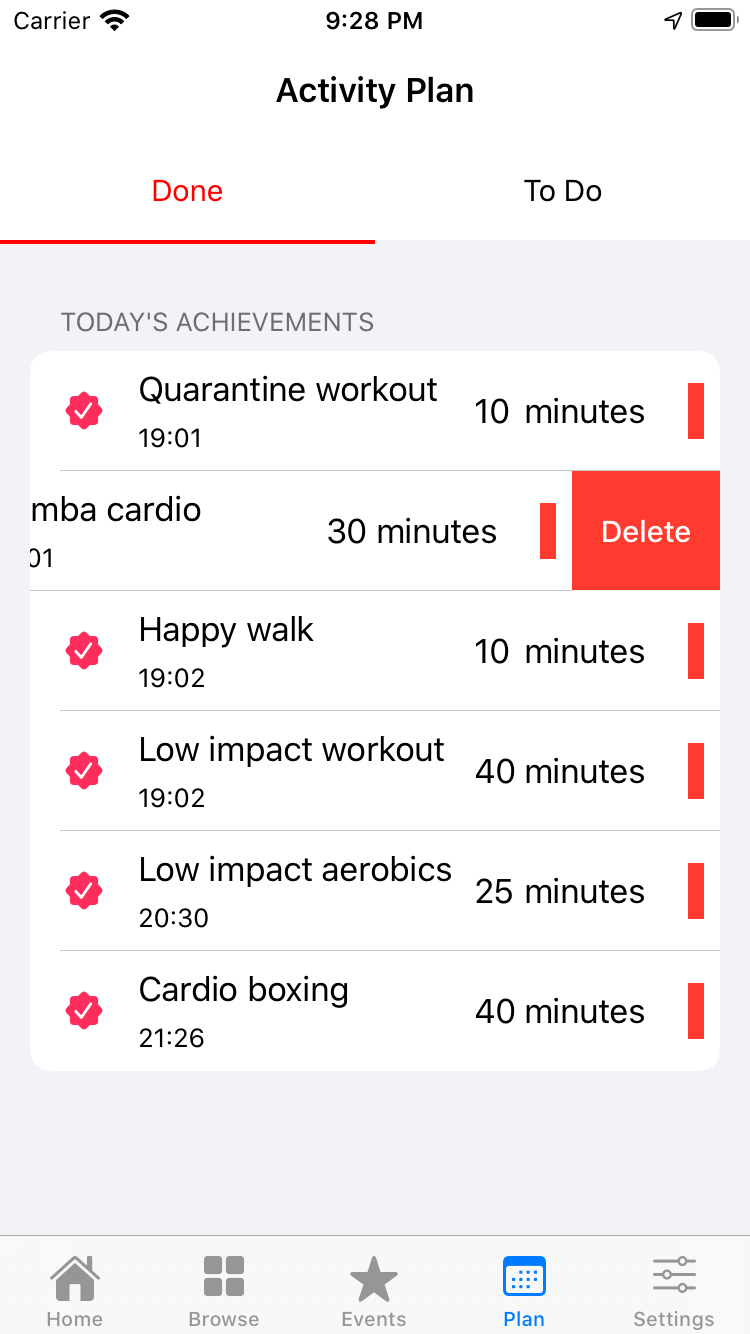 Carrier 9:28 PM
Activity Plan
Done To Do
TODAY'S ACHIEVEMENTS
Quarantine workout 10 minutes
19:01
mba cardio 30 minutes Delete
01
Happy walk 10 minutes
19:02
Low impact workout 40 minutes
19:02
Low impact aerobics 25 minutes
20:30
Cardio boxing 40 minutes
21:26
Home Browse Events Plan Settings